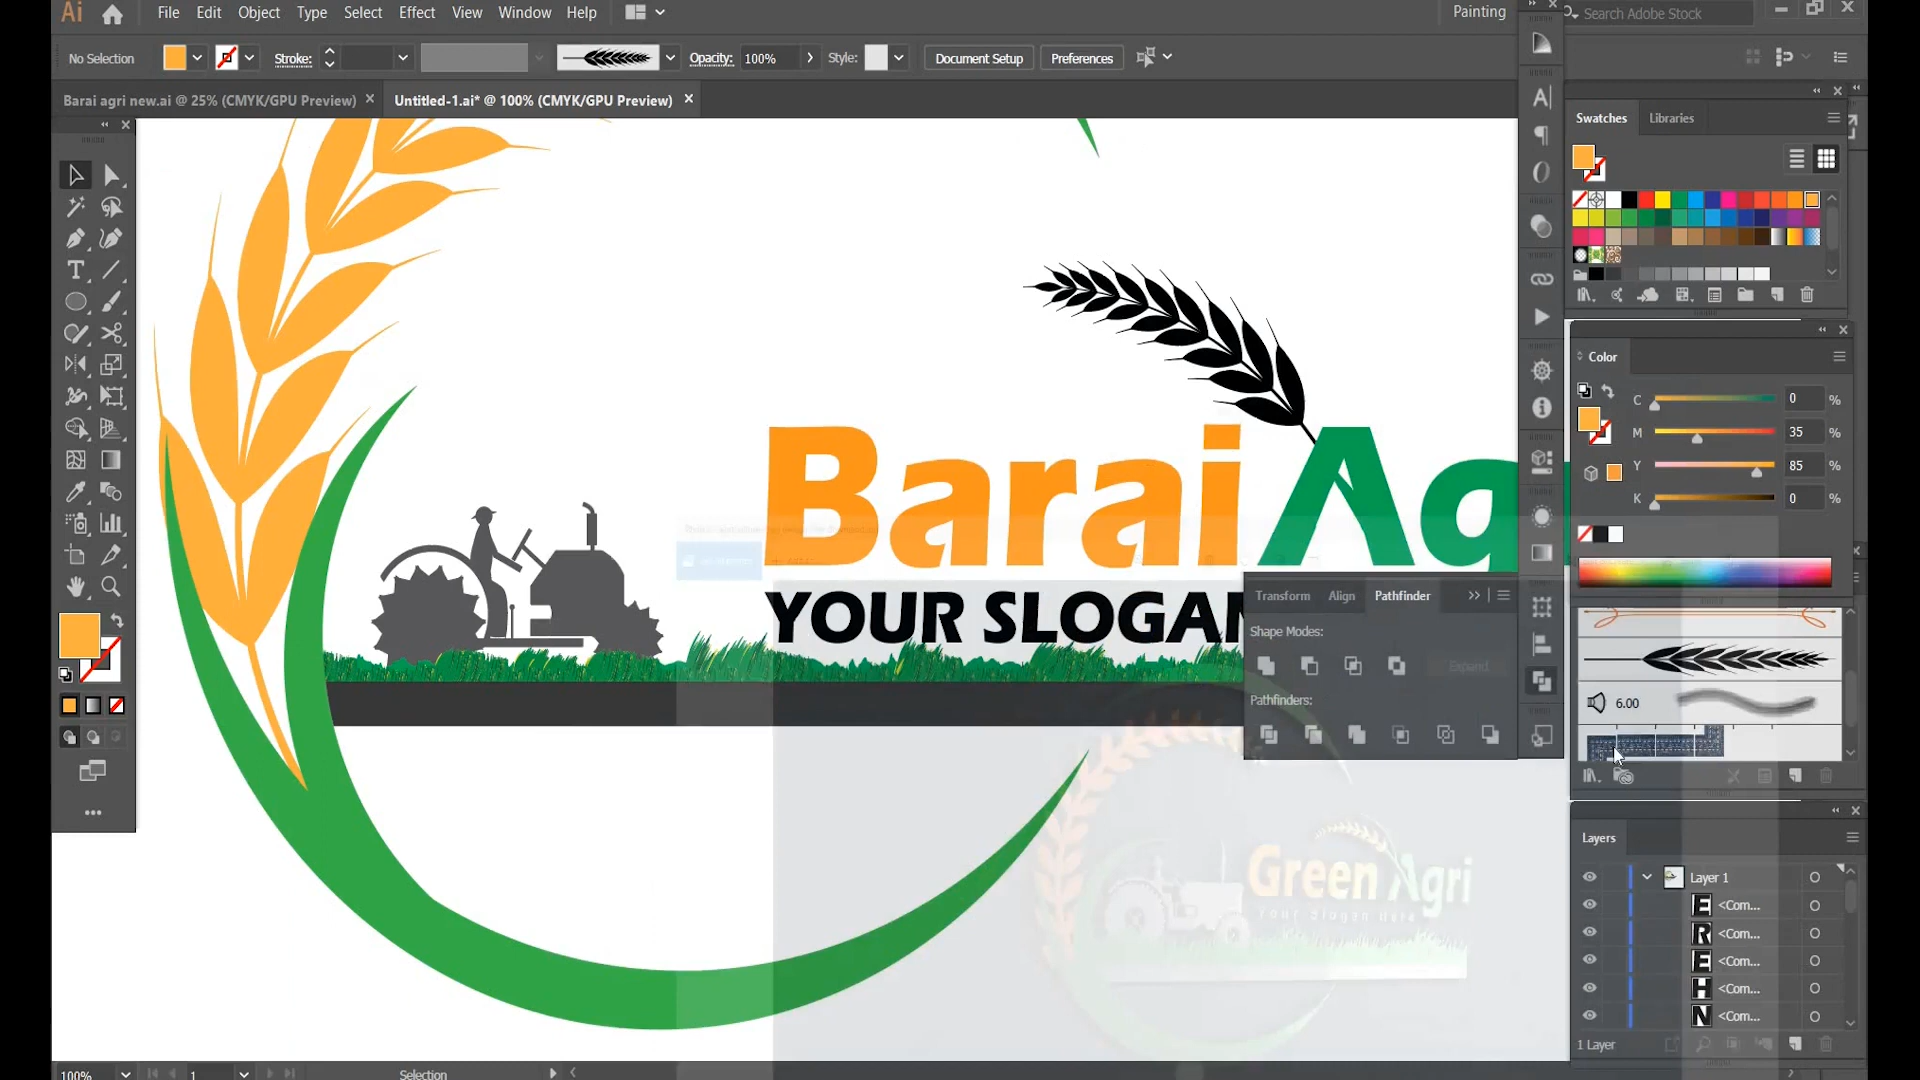 Ai File Edit Object Type Select Effect View Window Help Painting Search Adobe Stock
No Selection Stroke: Opacity: 100% Style: Document Setup Preferences
Barai agri new.ai @ 25% (CMYK/GPU Preview) Untitled-1.ai* @ 100% (CMYK/GPU Preview)
Swatches Libraries
Color
C 0 %
M 35 %
Y 85 %
K 0 %
Barai Ag
YOUR SLOGAN
Transform Align Pathfinder
Shape Modes:
Expand
Pathfinders:
6.00
Green Agri
your slogan here
Layers
Layer 1
<Com...
<Com...
<Com...
<Com...
<Com...
1 Layer
100% 1 Selection